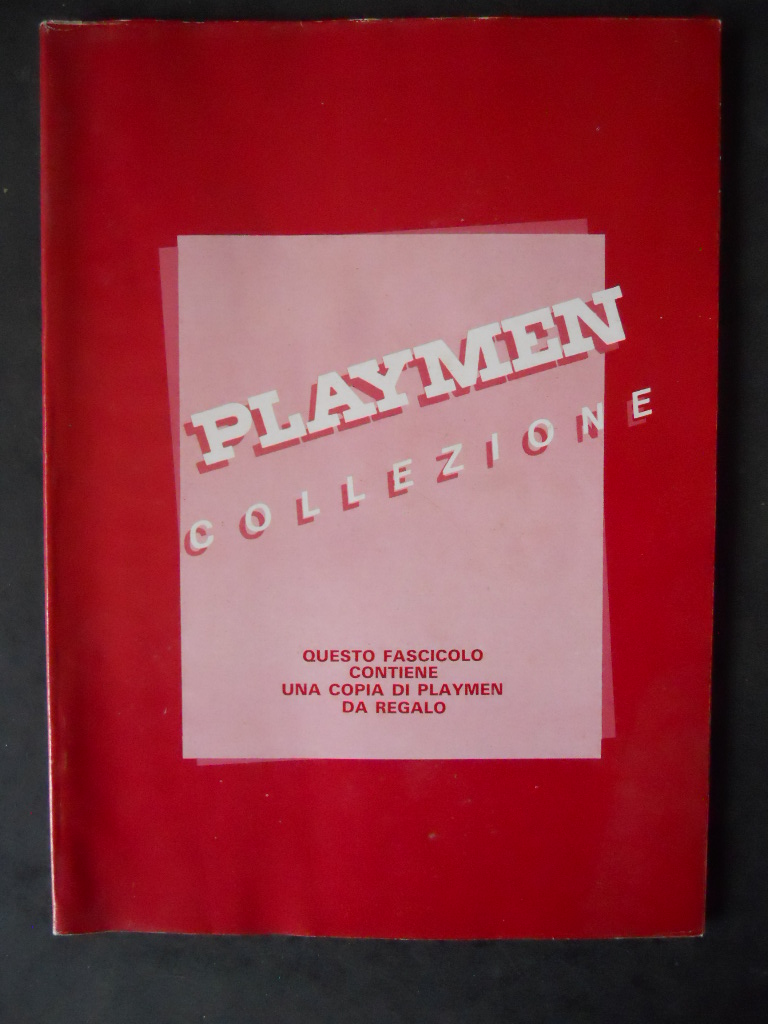 PLAYMEN
COLLEZIONE
QUESTO FASCICOLO
CONTIENE
UNA COPIA DI PLAYMEN
DA REGALO